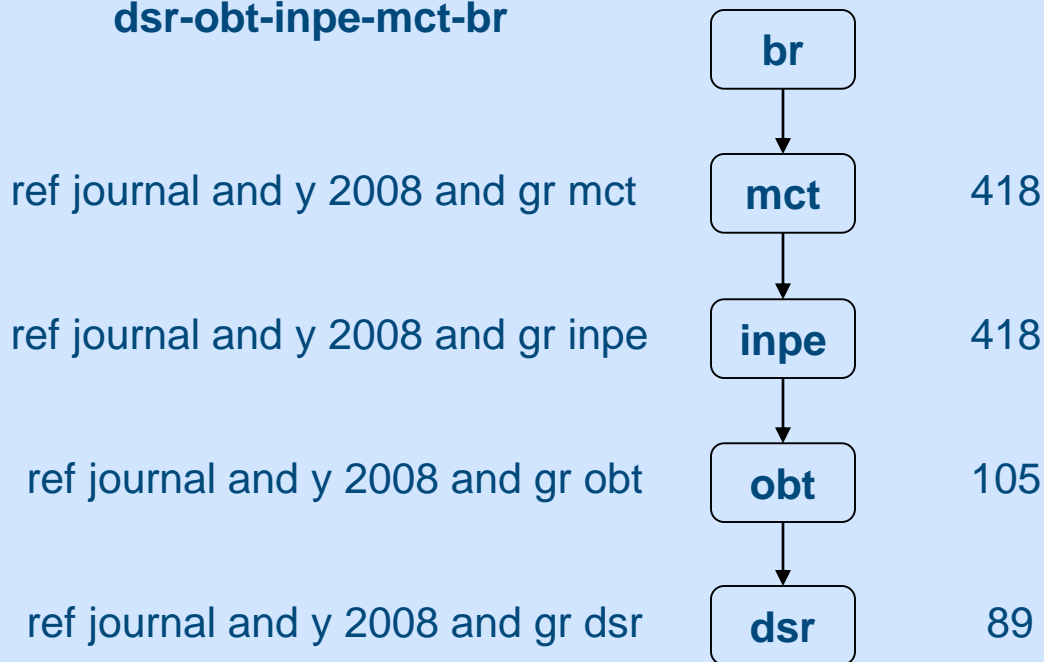 dsr-obt-inpe-mct-br
br
ref journal and y 2008 and gr mct mct 418
ref journal and y 2008 and gr inpe inpe 418
ref journal and y 2008 and gr obt obt 105
ref journal and y 2008 and gr dsr dsr 89